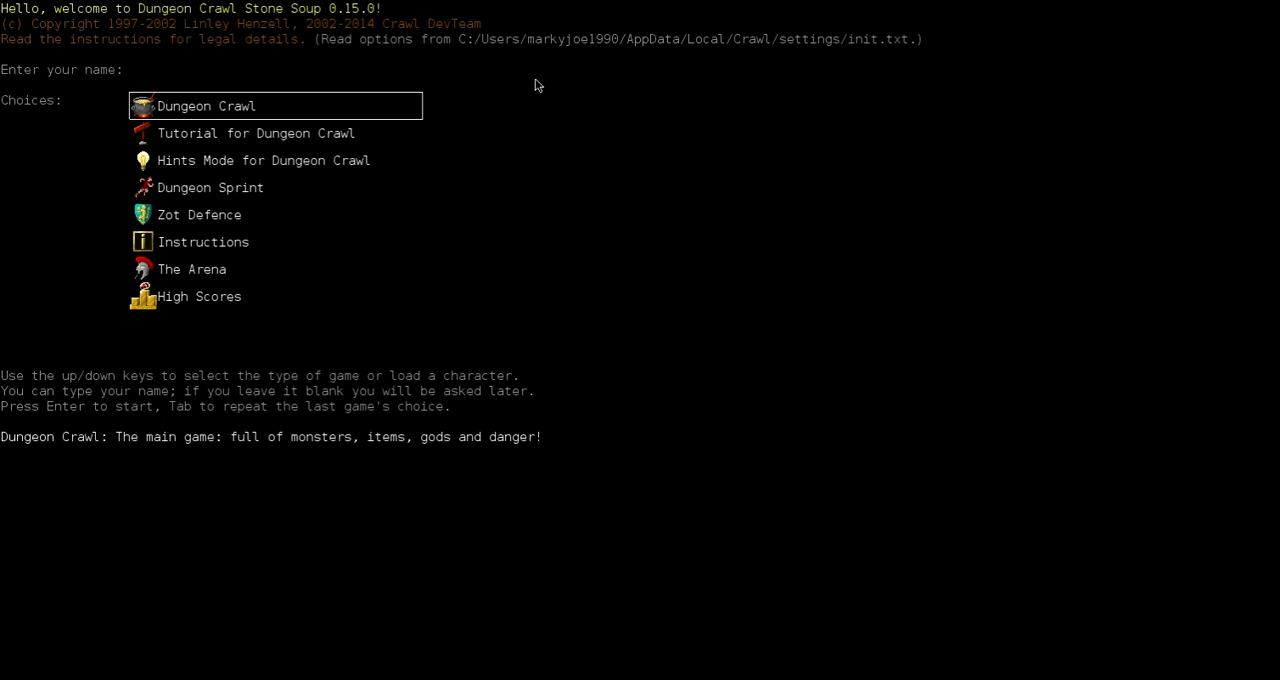 Hello, welcome to Dungeon Crawl Stone Soup 0.15.0!
(c) Copyright 1997-2002 Linley Henzell, 2002-2014 Crawl DevTeam
Read the instructions for legal details. (Read options from C:/Users/markyjoe1990/AppData/Local/Crawl/settings/init.txt.)
Enter your name:
Choices:
Dungeon Crawl
Tutorial for Dungeon Crawl
Hints Mode for Dungeon Crawl
Dungeon Sprint
Zot Defence
Instructions
The Arena
High Scores
Use the up/down keys to select the type of game or load a character.
You can type your name; if you leave it blank you will be asked later.
Press Enter to start, Tab to repeat the last game's choice.
Dungeon Crawl: The main game: full of monsters, items, gods and danger!